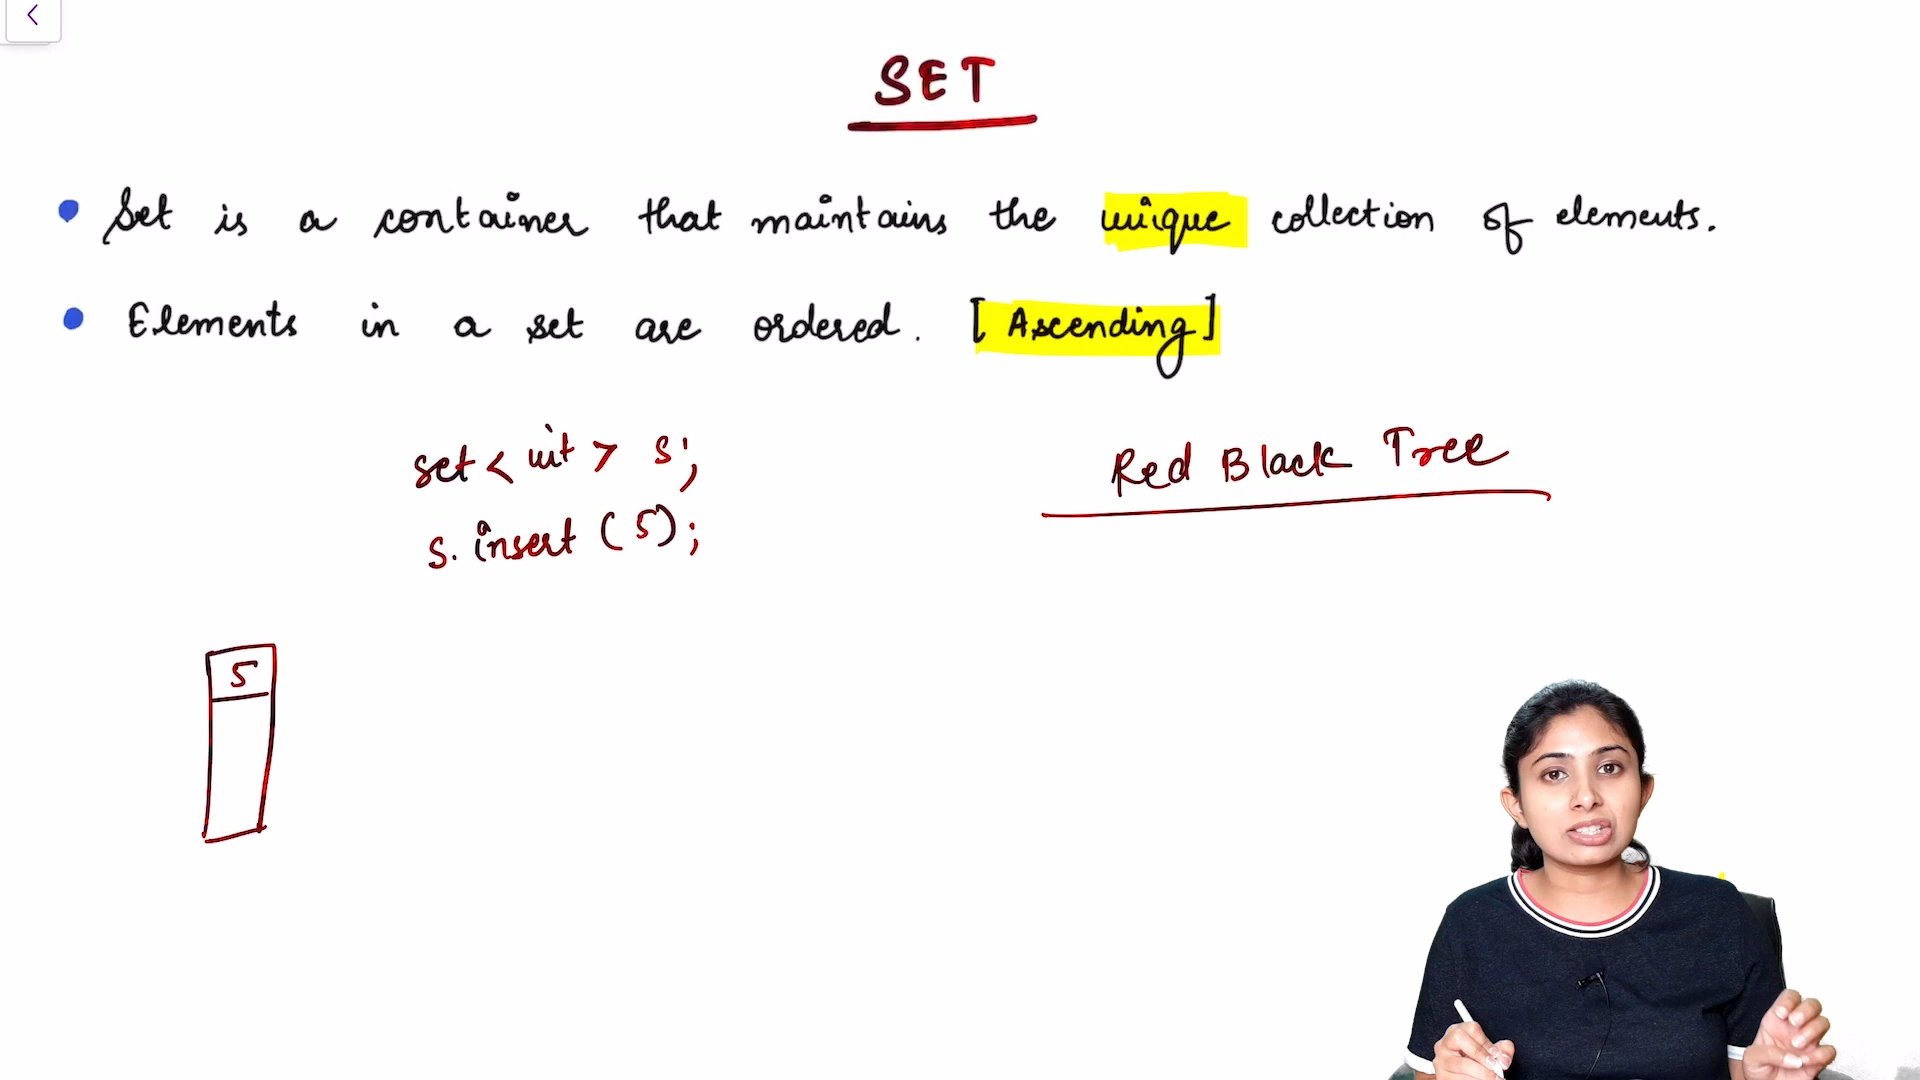 SET
Set is a container that maintains the unique collection of elements.
Elements in a set are ordered. [Ascending]
set < int > s;
Red Black Tree
s. insert (5);
5